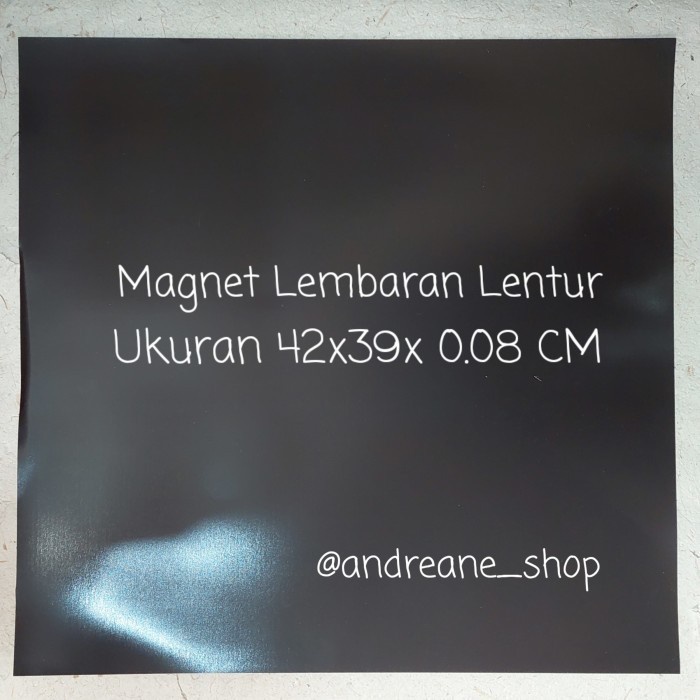 Magnet Lembaran Lentur
Ukuran 42x39x 0.08 CM
@andreane_shop